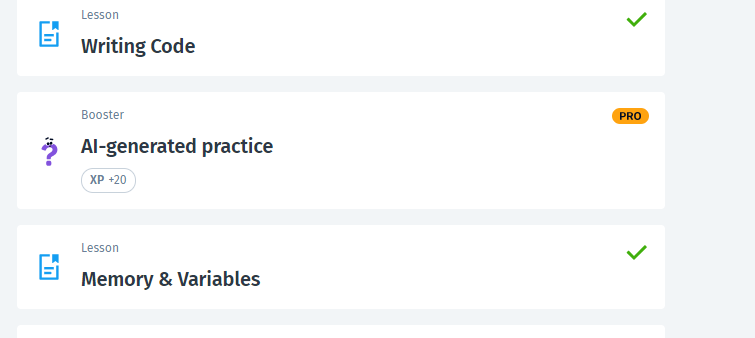 Lesson
Writing Code
Booster
PRO
AI-generated practice
XP +20
Lesson
Memory & Variables